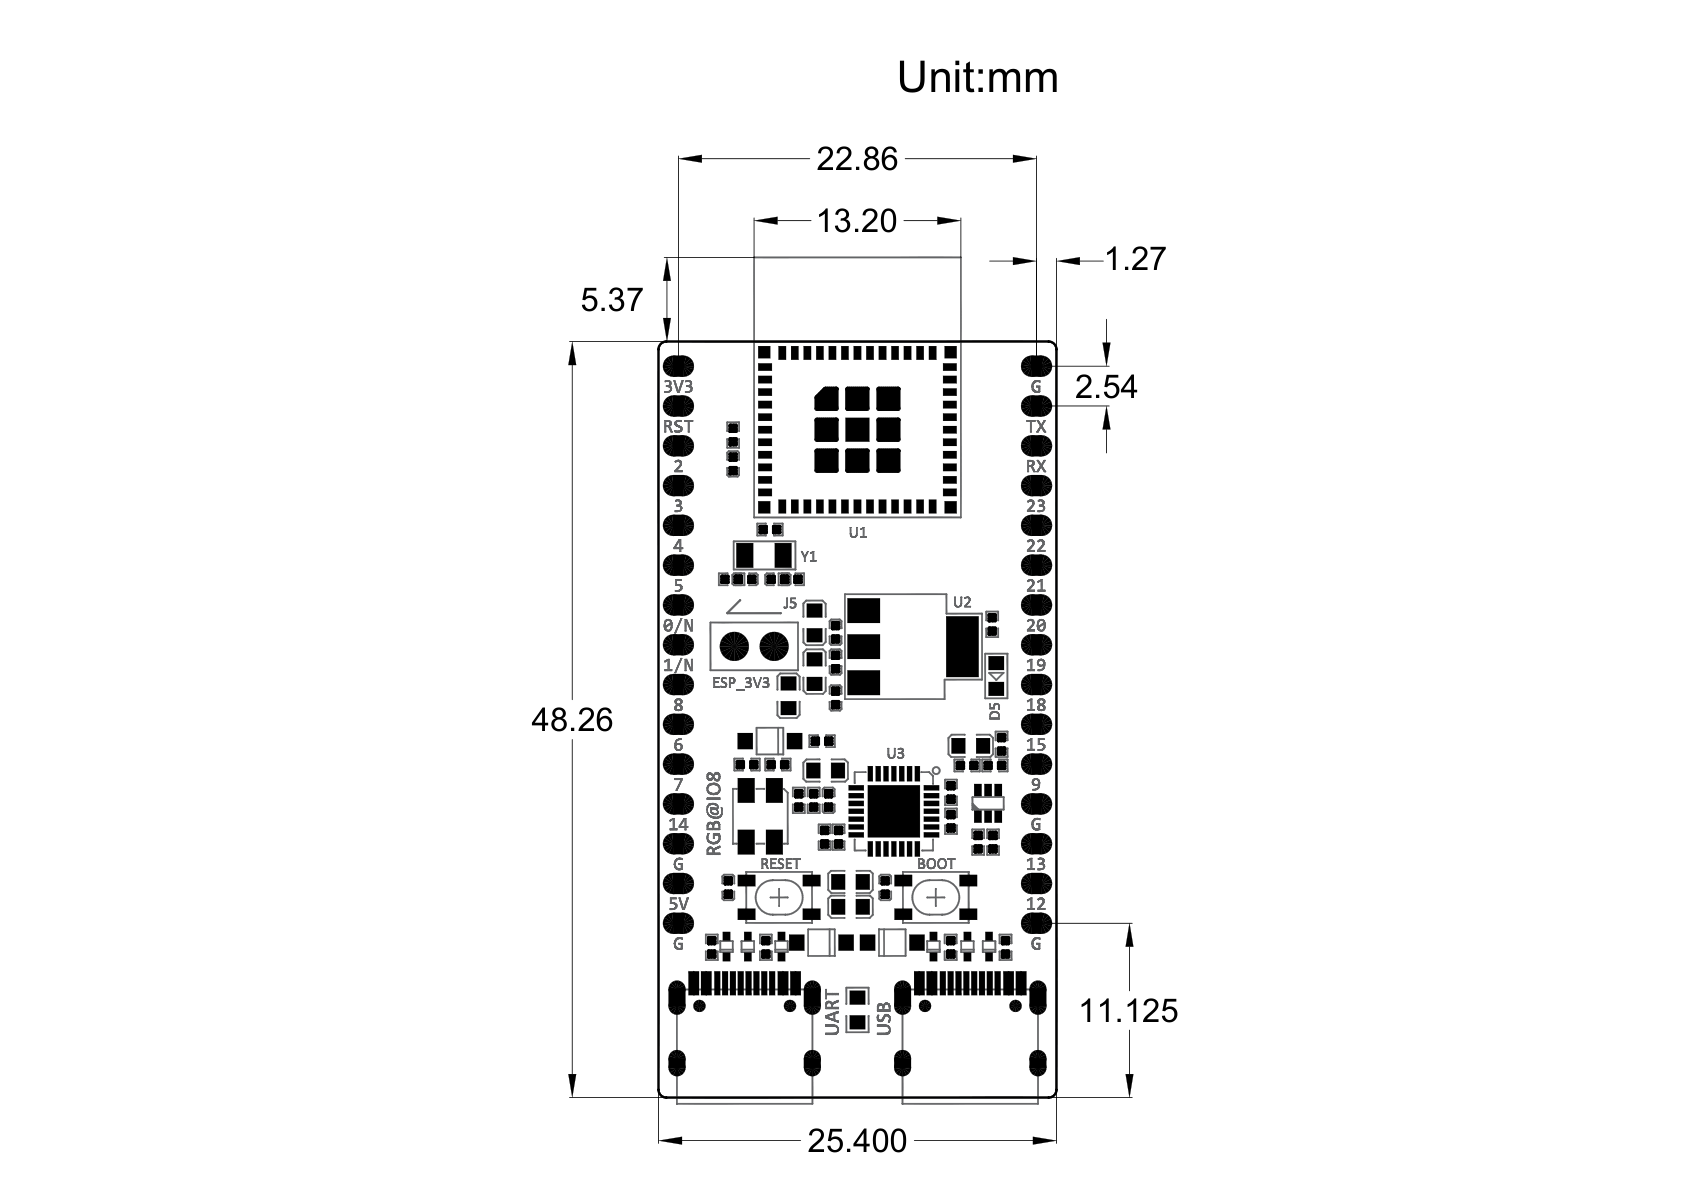 Unit:mm
22.86
13.20
1.27
5.37
2.54
3V3
G
RST
TX
2
RX
3
23
U1
4
22
Y1
5
21
J5
U2
0/N
20
1/N
19
ESP_3V3
8
18
D5
6
15
48.26
U3
7
9
RGB@IO8
14
G
G
13
RESET
BOOT
5V
12
G
G
UART
USB
11.125
25.400